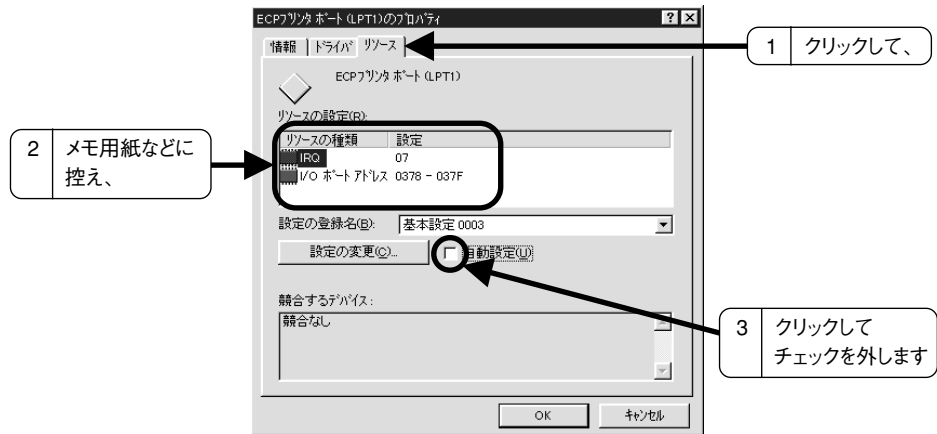 ECPプリンタ ポート (LPT1)のプロパティ
情報 ドライバ リソース
1 クリックして、
ECPプリンタ ポート (LPT1)
リソースの設定(R):
リソースの種類 設定
IRQ 07
I/O ポート アドレス 0378 - 037F
2 メモ用紙などに
控え、
設定の登録名(B): 基本設定 0003
設定の変更(C)... 自動設定(U)
競合するデバイス:
競合なし
3 クリックして
チェックを外します
OK キャンセル